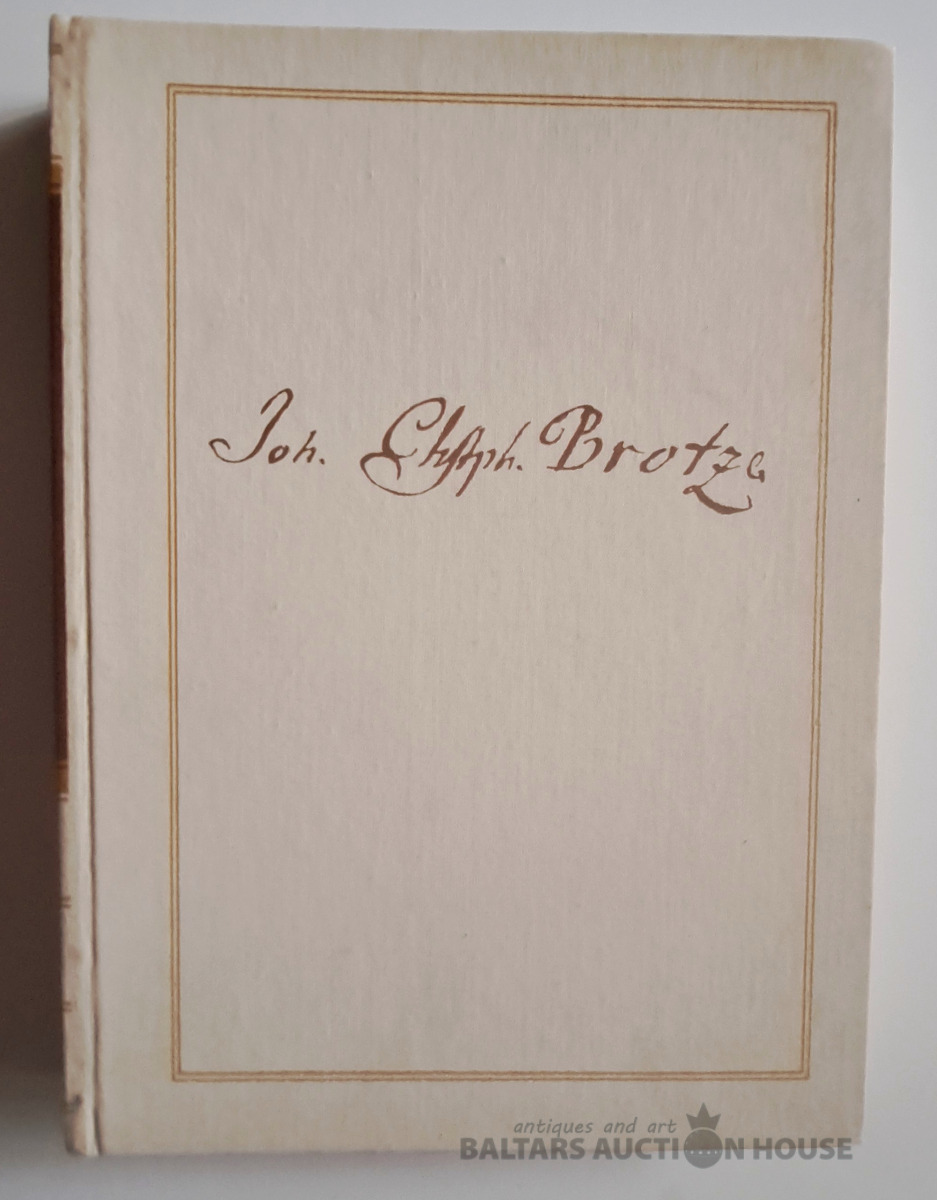 Joh. Chstph. Brotze
antiques and art
BALTARS AUCTION HOUSE